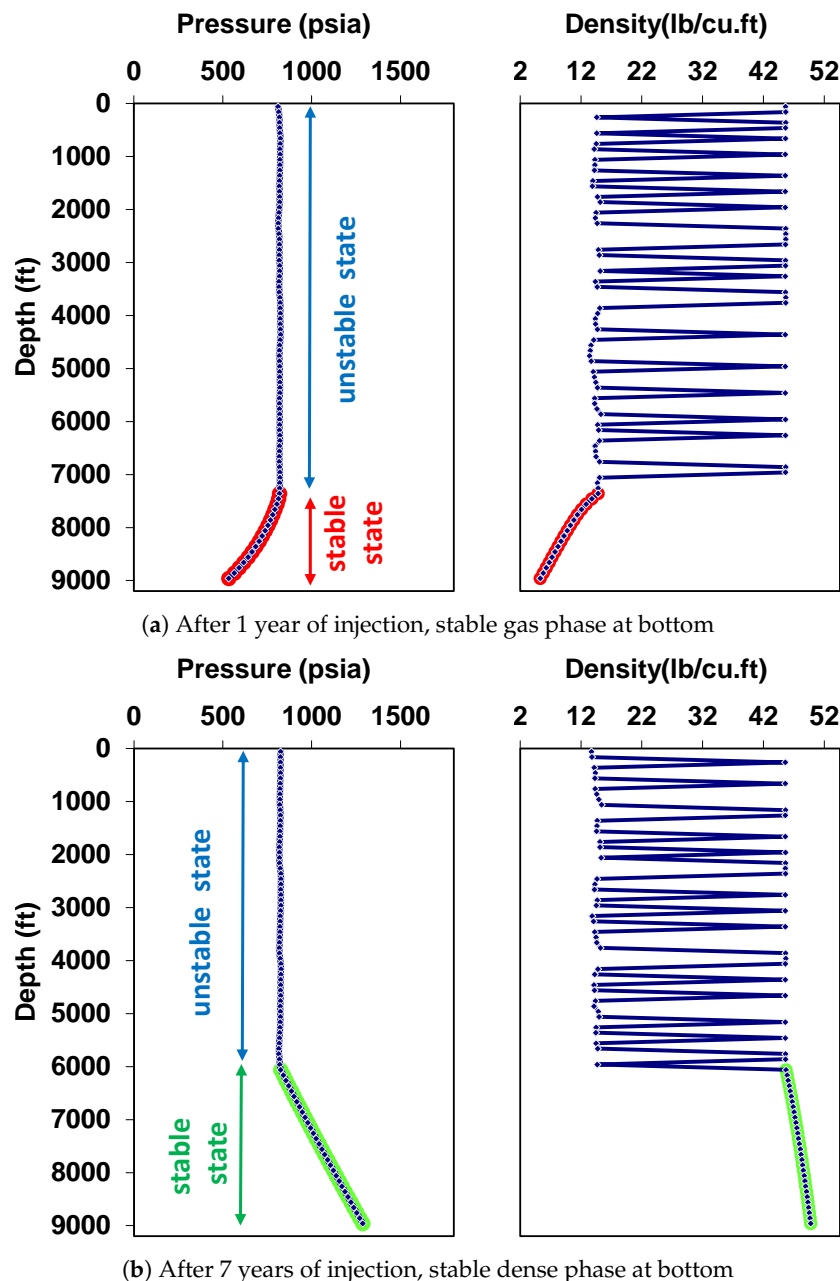 Pressure (psia) Density(lb/cu.ft)
0 500 1000 1500 2 12 22 32 42 52
0
1000
2000
3000
4000
5000
6000
7000
8000
9000
Depth (ft)
unstable state
stable
state
(a) After 1 year of injection, stable gas phase at bottom
Pressure (psia) Density(lb/cu.ft)
0 500 1000 1500 2 12 22 32 42 52
0
1000
2000
3000
4000
5000
6000
7000
8000
9000
Depth (ft)
unstable state
stable
state
(b) After 7 years of injection, stable dense phase at bottom